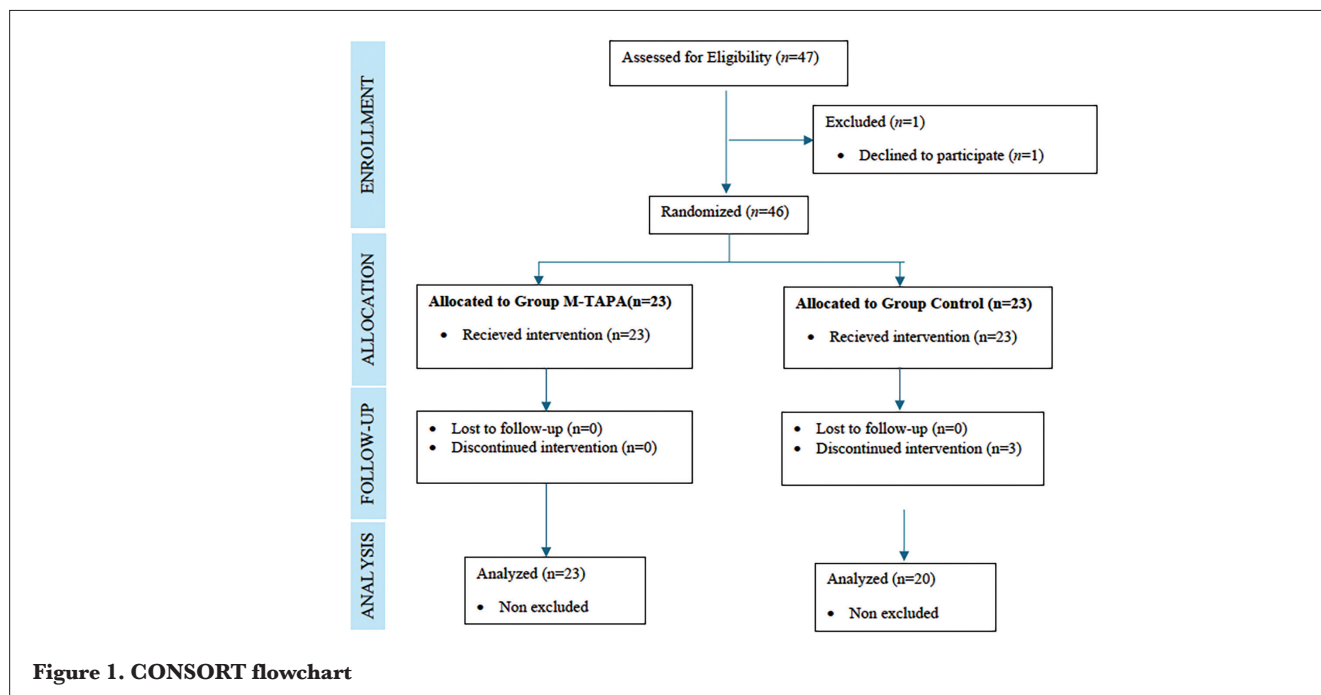 ENROLLMENT
Assessed for Eligibility (n=47)
Excluded (n=1)
• Declined to participate (n=1)
Randomized (n=46)
ALLOCATION
Allocated to Group M-TAPA(n=23)
• Recieved intervention (n=23)
Allocated to Group Control (n=23)
• Recieved intervention (n=23)
FOLLOW-UP
• Lost to follow-up (n=0)
• Discontinued intervention (n=0)
• Lost to follow-up (n=0)
• Discontinued intervention (n=3)
ANALYSIS
Analyzed (n=23)
• Non excluded
Analyzed (n=20)
• Non excluded
Figure 1. CONSORT flowchart